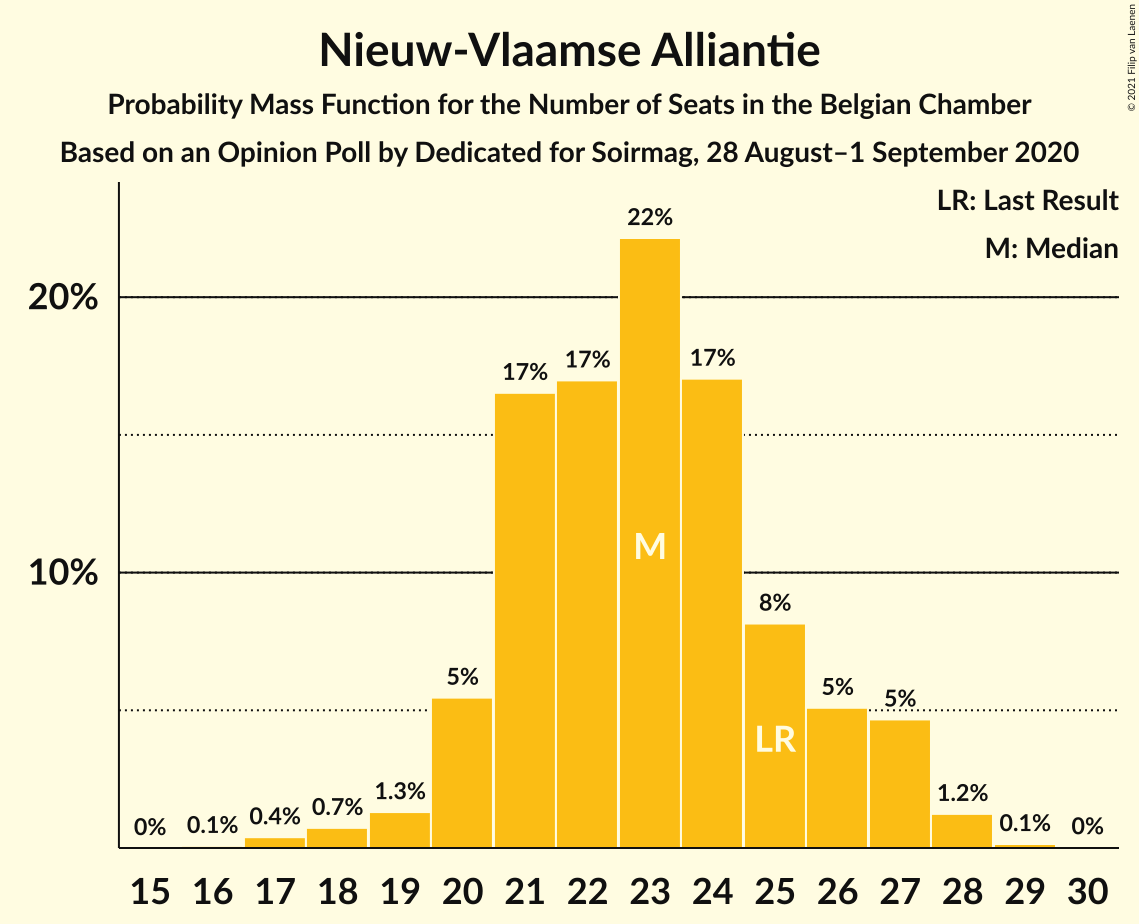 Nieuw-Vlaamse Alliantie
Probability Mass Function for the Number of Seats in the Belgian Chamber
Based on an Opinion Poll by Dedicated for Soirmag, 28 August–1 September 2020
© 2021 Filip van Laenen
LR: Last Result
M: Median
20%
10%
0% 0.1% 0.4% 0.7% 1.3% 5% 17% 17% 22% 17% 8% 5% 5% 1.2% 0.1% 0%
M
LR
15 16 17 18 19 20 21 22 23 24 25 26 27 28 29 30